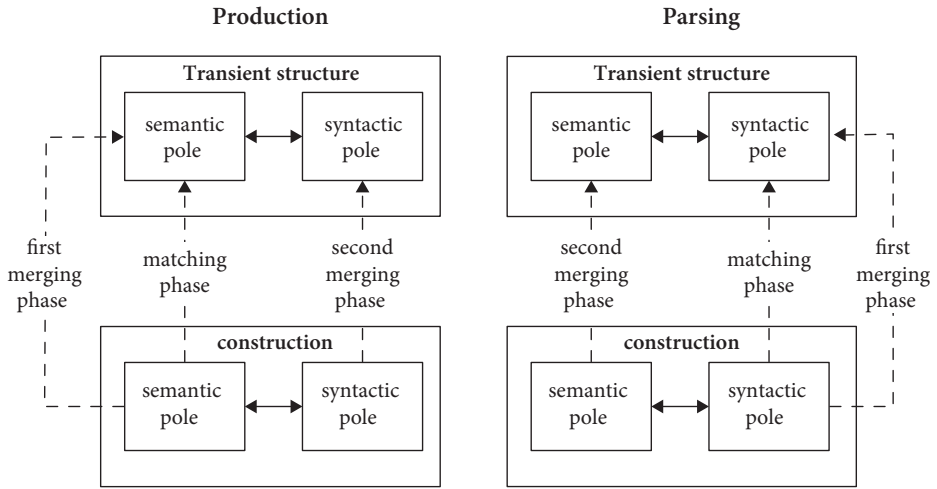 Production
Transient structure
semantic
pole
syntactic
pole
first
merging
phase
matching
phase
second
merging
phase
construction
semantic
pole
syntactic
pole
Parsing
Transient structure
semantic
pole
syntactic
pole
second
merging
phase
matching
phase
first
merging
phase
construction
semantic
pole
syntactic
pole